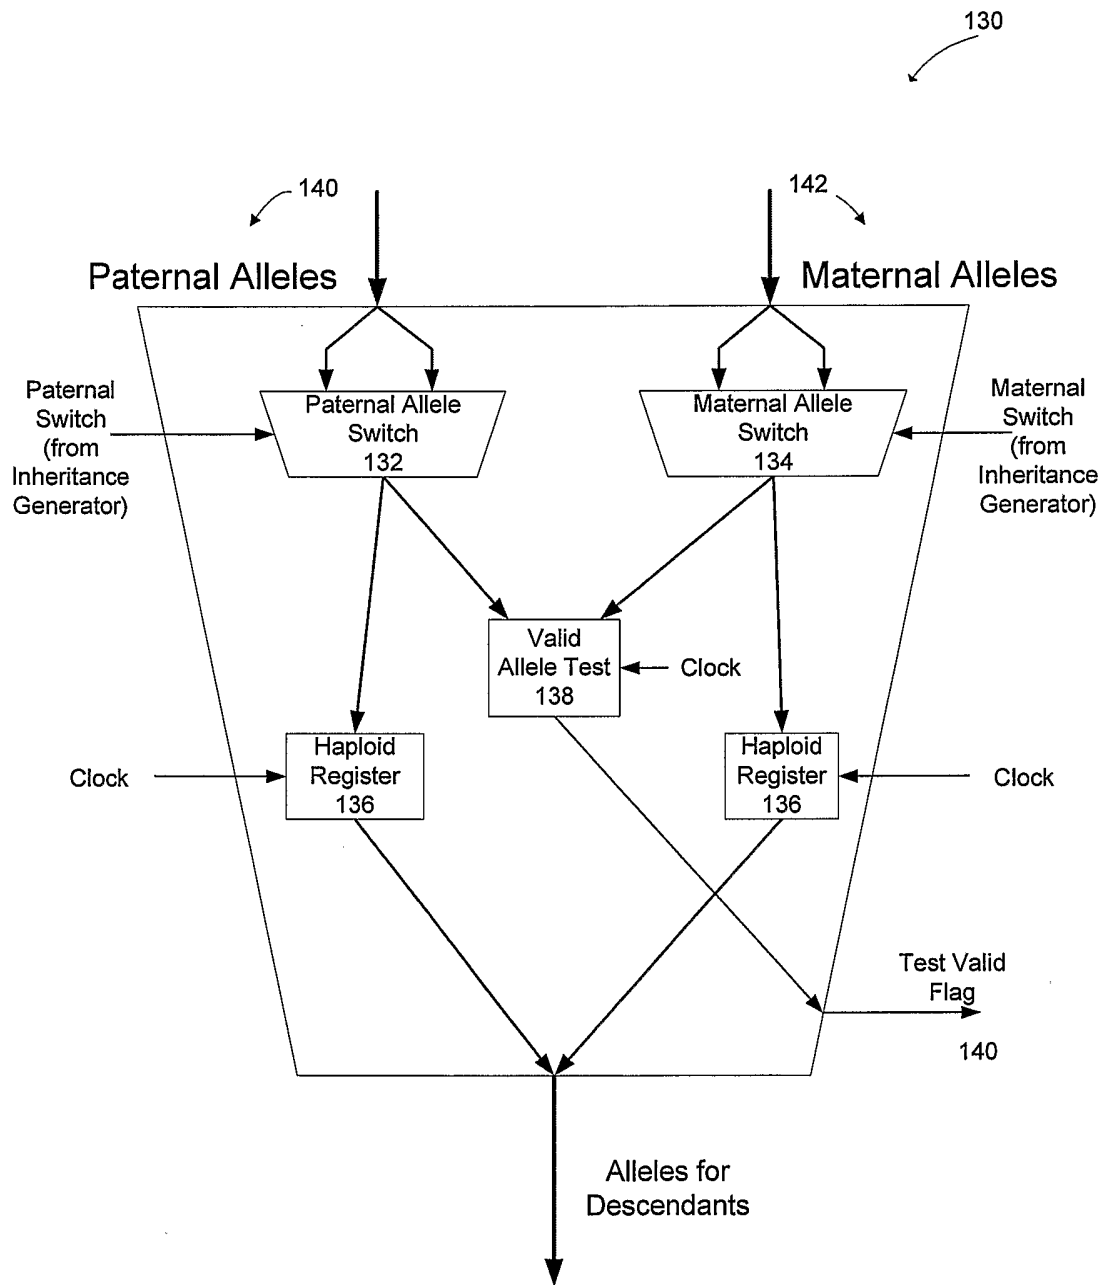 130
140
142
Paternal Alleles
Maternal Alleles
Paternal
Switch
(from
Inheritance
Generator)
Paternal Allele
Switch
132
Maternal Allele
Switch
134
Maternal
Switch
(from
Inheritance
Generator)
Valid
Allele Test
138
Clock
Clock
Haploid
Register
136
Haploid
Register
136
Clock
Test Valid
Flag
140
Alleles for
Descendants